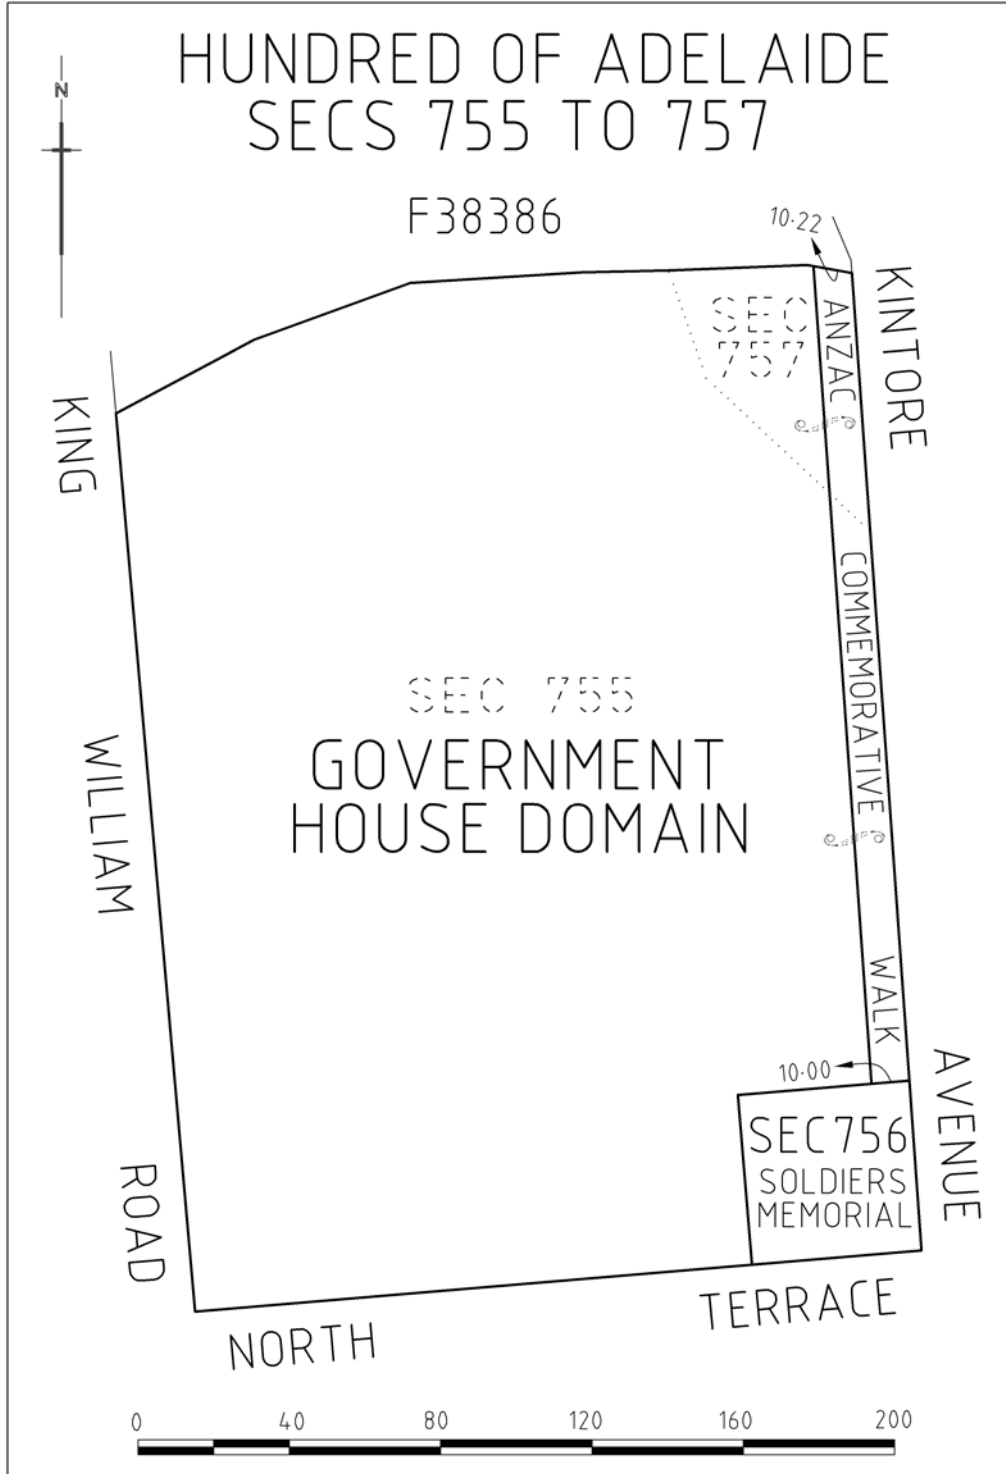 HUNDRED OF ADELAIDE
SECS 755 TO 757
N
F38386
10·22
SEC
757
ANZAC
COMMEMORATIVE
WALK
KINTORE
AVENUE
KING
WILLIAM
ROAD
SEC 755
GOVERNMENT
HOUSE DOMAIN
10·00
SEC756
SOLDIERS
MEMORIAL
NORTH
TERRACE
0 40 80 120 160 200